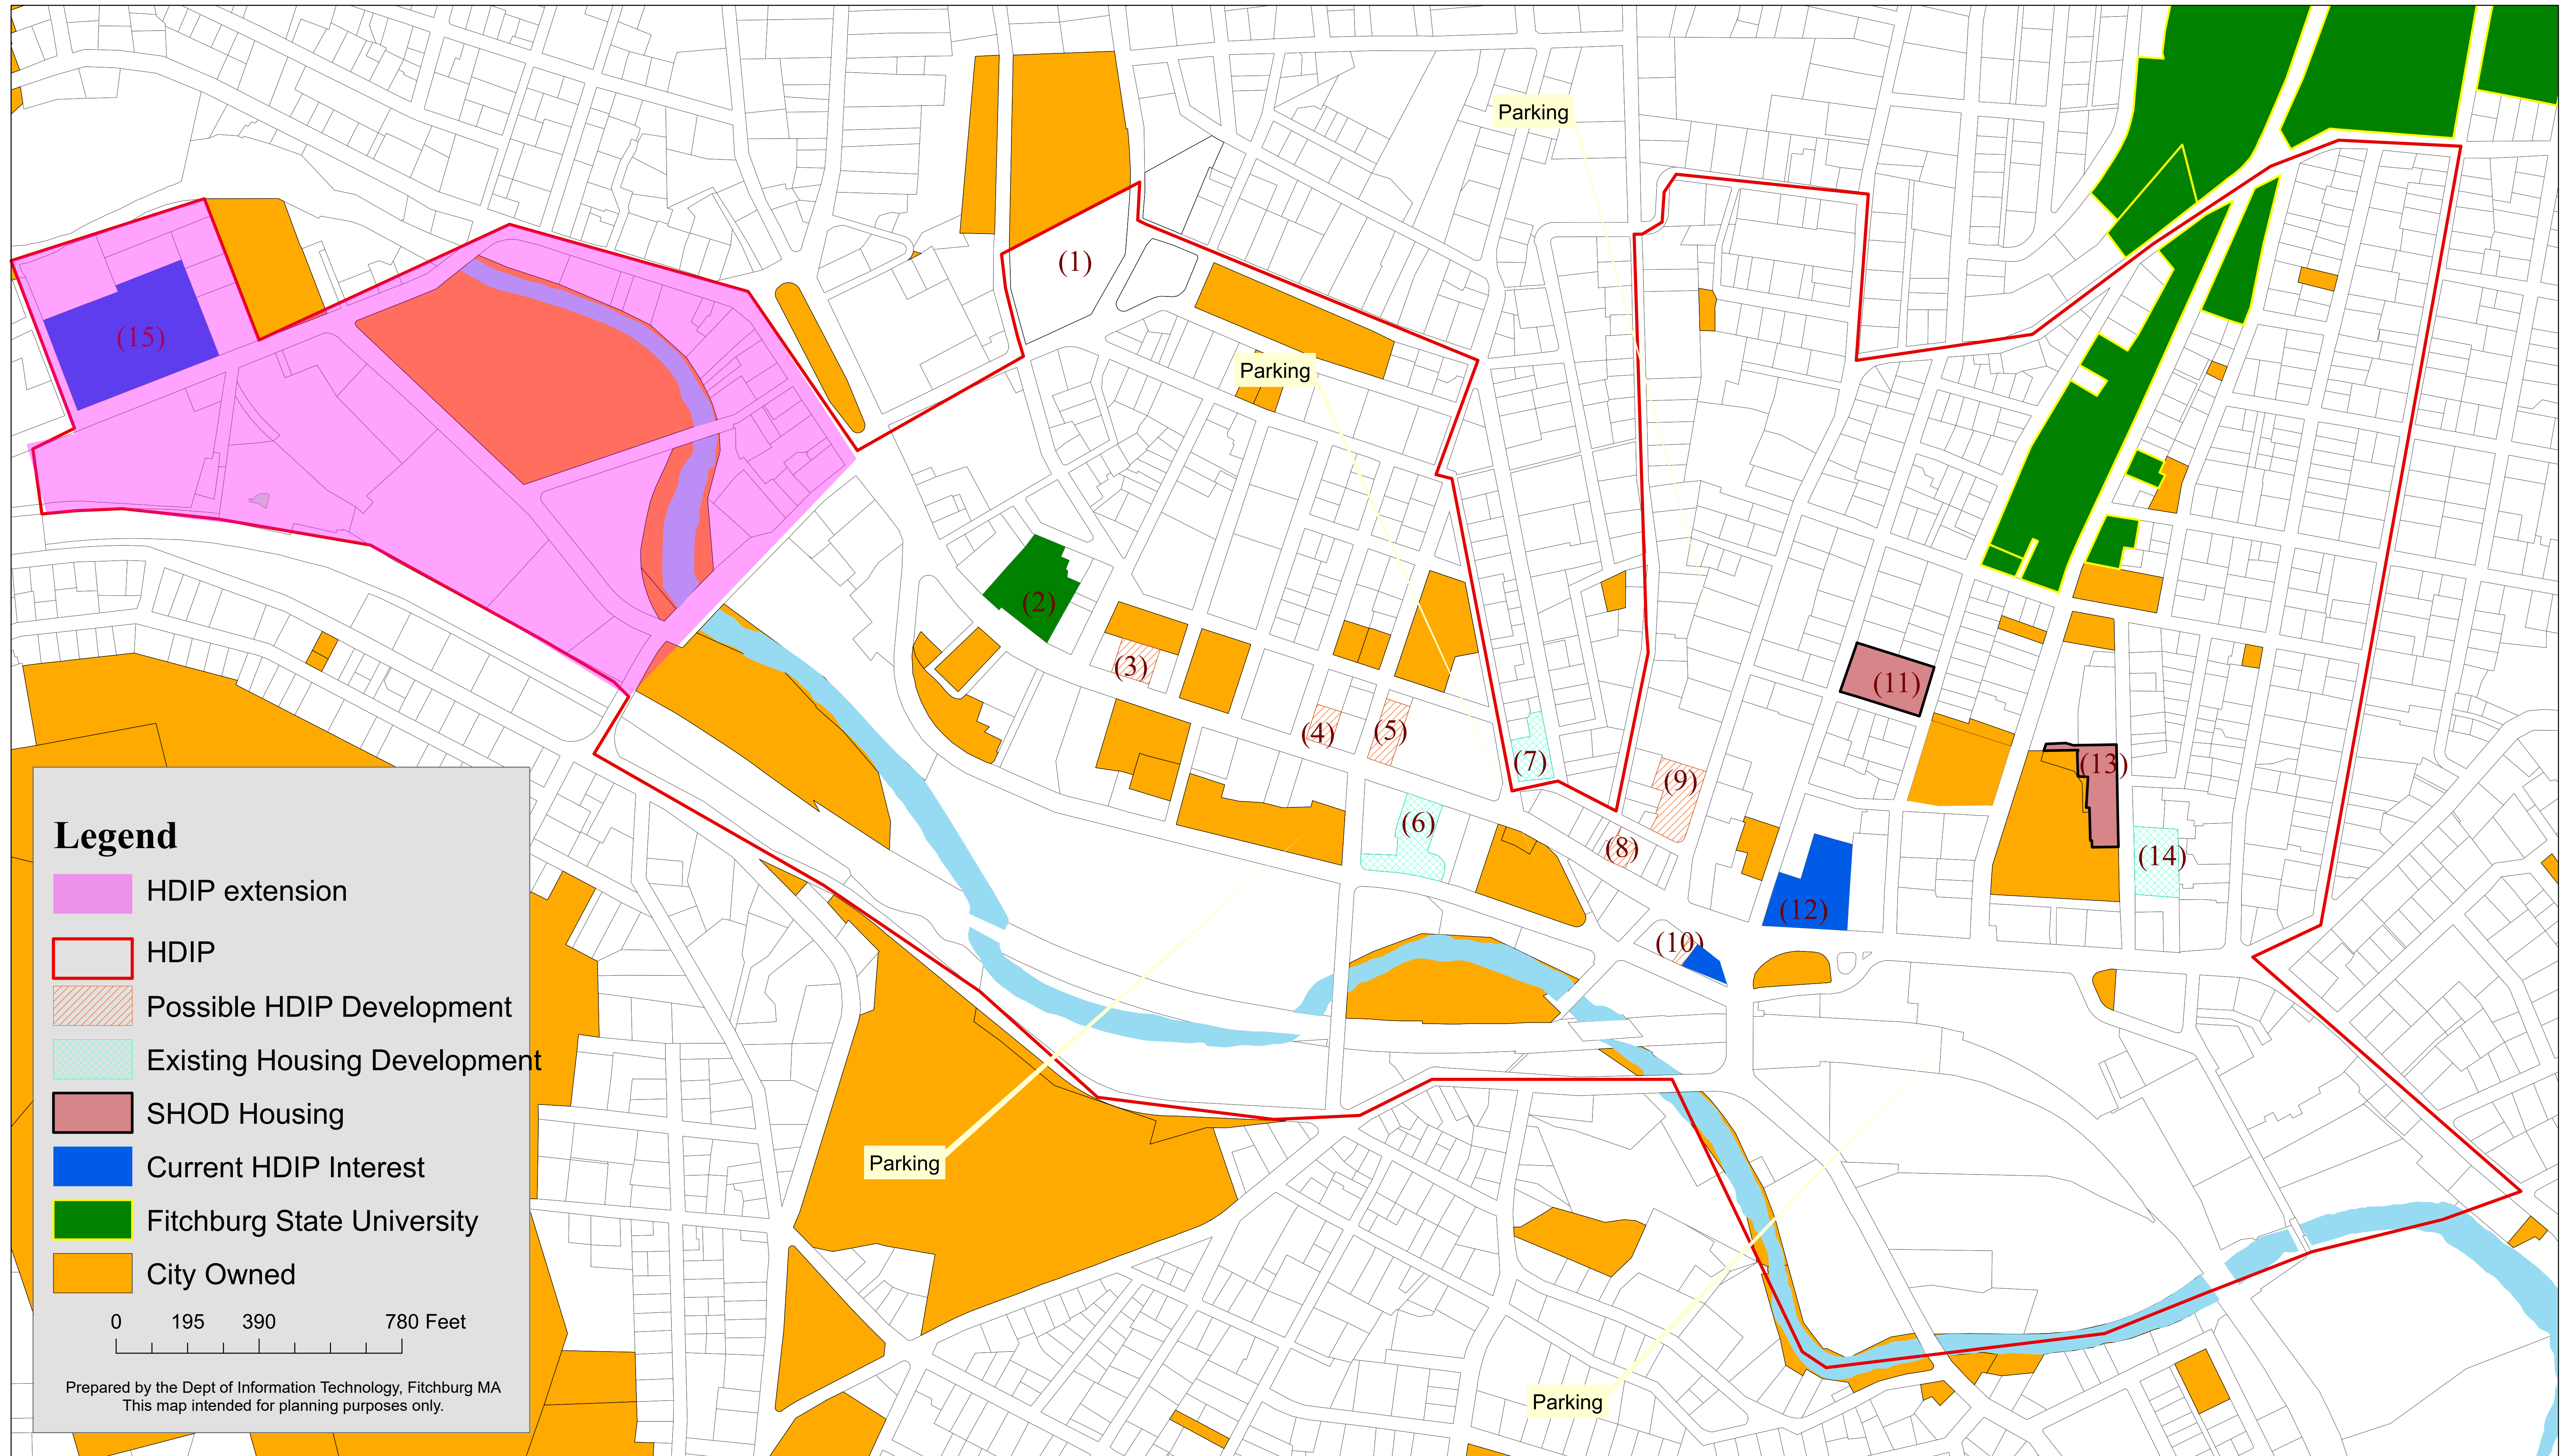 Parking
(1)
(15)
Parking
(2)
(3)
(11)
(4)
(5)
(7)
(13)
(9)
(6)
(8)
(14)
(12)
(10)
Parking
Parking
Legend
HDIP extension
HDIP
Possible HDIP Development
Existing Housing Development
SHOD Housing
Current HDIP Interest
Fitchburg State University
City Owned
0 195 390 780 Feet
Prepared by the Dept of Information Technology, Fitchburg MA
This map intended for planning purposes only.